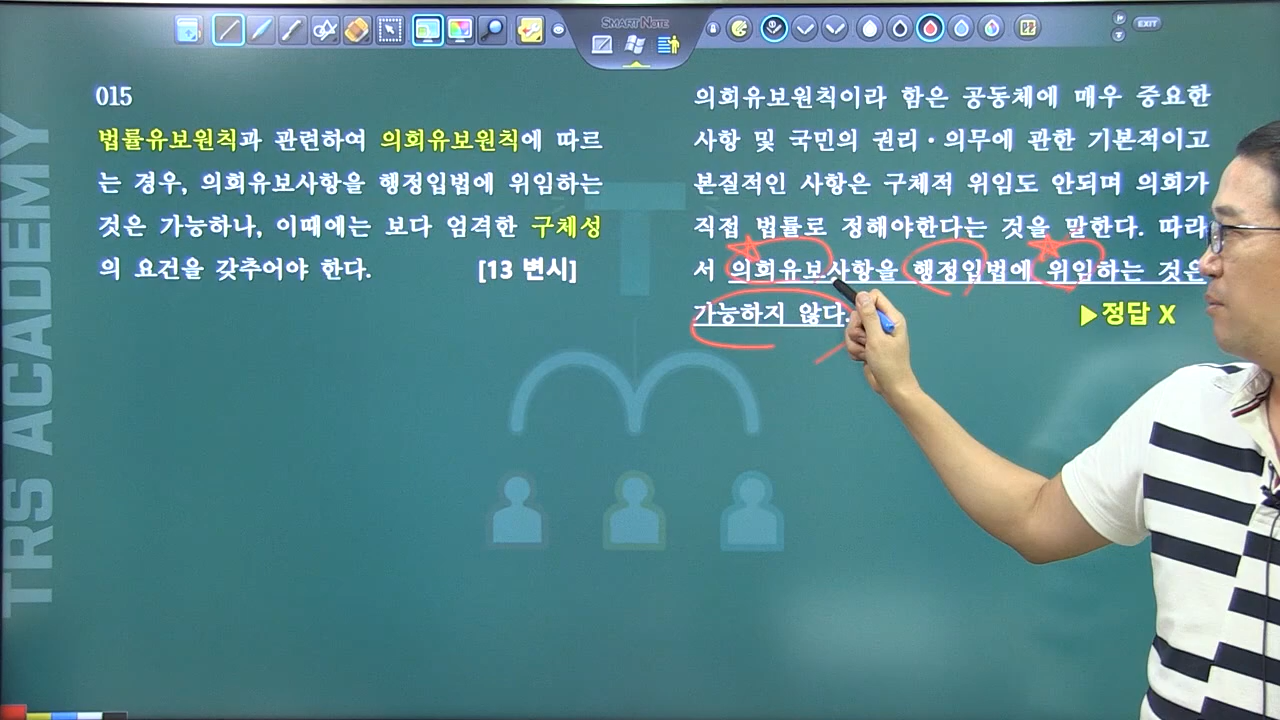 SMART NOTE
EXIT
TRS ACADEMY
015
법률유보원칙과 관련하여 의회유보원칙에 따르
는 경우, 의회유보사항을 행정입법에 위임하는
것은 가능하나, 이때에는 보다 엄격한 구체성
의 요건을 갖추어야 한다. [13 변시]
의회유보원칙이라 함은 공동체에 매우 중요한
사항 및 국민의 권리·의무에 관한 기본적이고
본질적인 사항은 구체적 위임도 안되며 의회가
직접 법률로 정해야한다는 것을 말한다. 따라
서 의회유보사항을 행정입법에 위임하는 것은
가능하지 않다. ▶정답 X